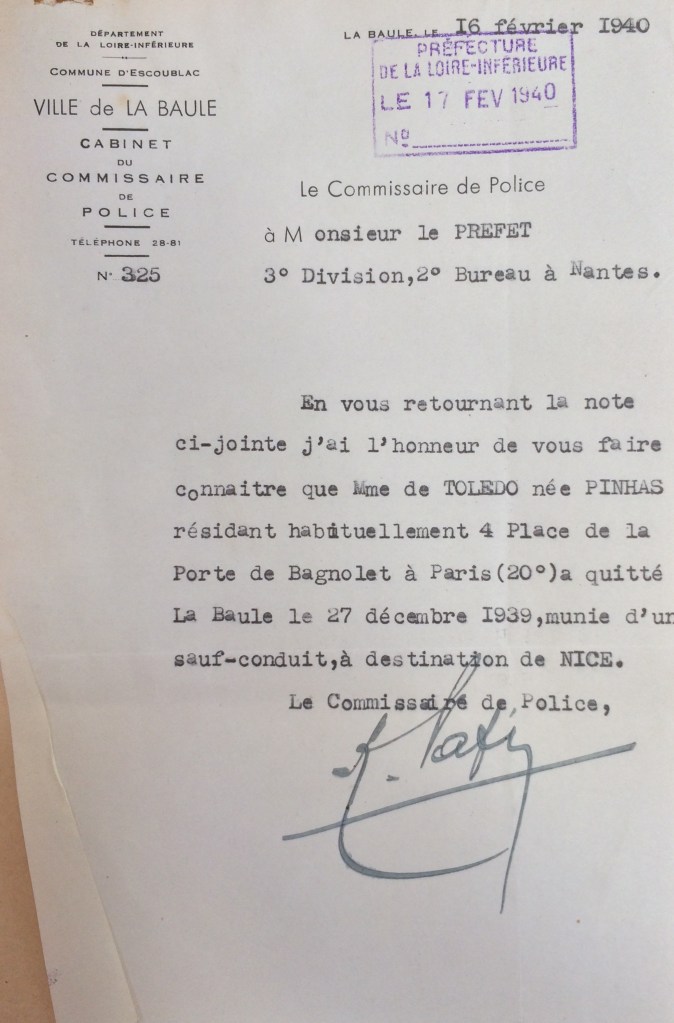 DÉPARTEMENT
DE LA LOIRE-INFÉRIEURE
COMMUNE D'ESCOUBLAC
VILLE de LA BAULE
CABINET
DU
COMMISSAIRE
DE
POLICE
TÉLÉPHONE 28-81
N° 325
LA BAULE, LE 16 février 1940
PRÉFECTURE
DE LA LOIRE-INFÉRIEURE
LE 17 FEV 1940
N°
Le Commissaire de Police
à M onsieur le PREFET
3° Division,2° Bureau à Nantes.
En vous retournant la note
ci-jointe j'ai l'honneur de vous faire
connaitre que Mme de TOLEDO née PINHAS
résidant habituellement 4 Place de la
Porte de Bagnolet à Paris(20°)a quitté
La Baule le 27 décembre 1939,munie d'un
sauf-conduit,à destination de NICE.
Le Commissaire de Police,